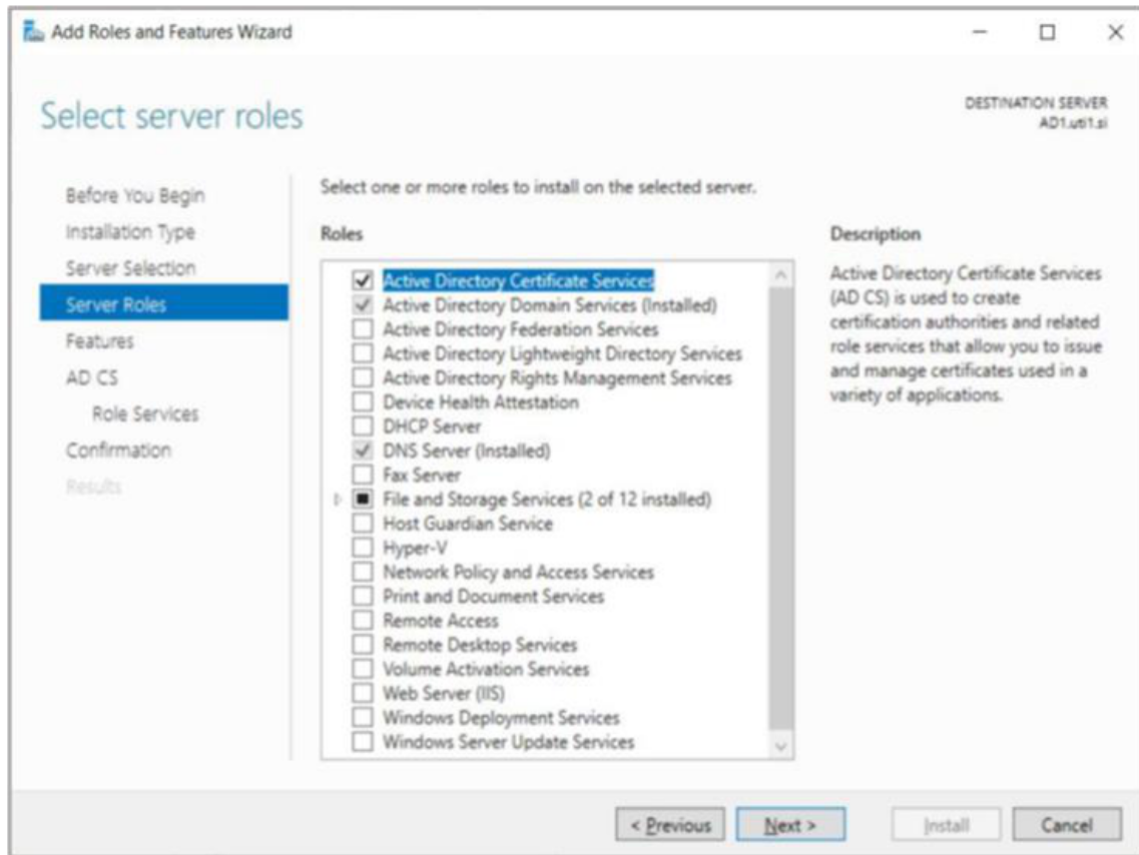 Add Roles and Features Wizard
Select server roles
DESTINATION SERVER
AD1.uti1.si
Before You Begin
Installation Type
Server Selection
Server Roles
Features
AD CS
Role Services
Confirmation
Results
Select one or more roles to install on the selected server.
Roles
Active Directory Certificate Services
Active Directory Domain Services (Installed)
Active Directory Federation Services
Active Directory Lightweight Directory Services
Active Directory Rights Management Services
Device Health Attestation
DHCP Server
DNS Server (Installed)
Fax Server
File and Storage Services (2 of 12 installed)
Host Guardian Service
Hyper-V
Network Policy and Access Services
Print and Document Services
Remote Access
Remote Desktop Services
Volume Activation Services
Web Server (IIS)
Windows Deployment Services
Windows Server Update Services
Description
Active Directory Certificate Services
(AD CS) is used to create
certification authorities and related
role services that allow you to issue
and manage certificates used in a
variety of applications.
< Previous
Next >
Install
Cancel